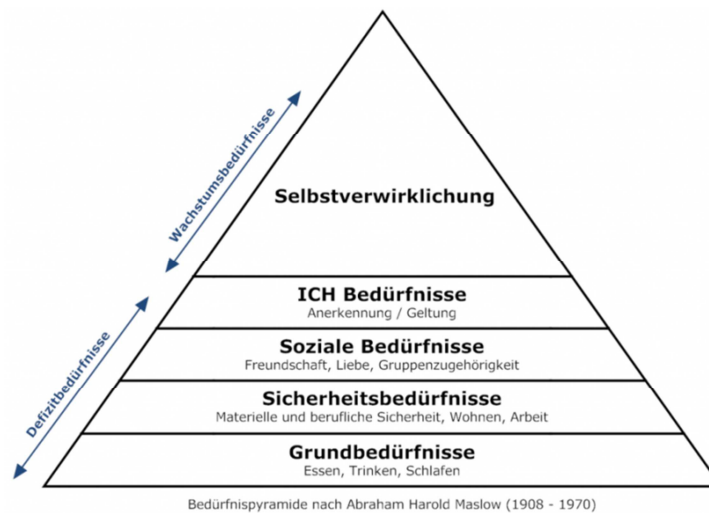 Wachstumsbedürfnisse
Selbstverwirklichung
Defizitbedürfnisse
ICH Bedürfnisse
Anerkennung / Geltung
Soziale Bedürfnisse
Freundschaft, Liebe, Gruppenzugehörigkeit
Sicherheitsbedürfnisse
Materielle und berufliche Sicherheit, Wohnen, Arbeit
Grundbedürfnisse
Essen, Trinken, Schlafen
Bedürfnispyramide nach Abraham Harold Maslow (1908 - 1970)